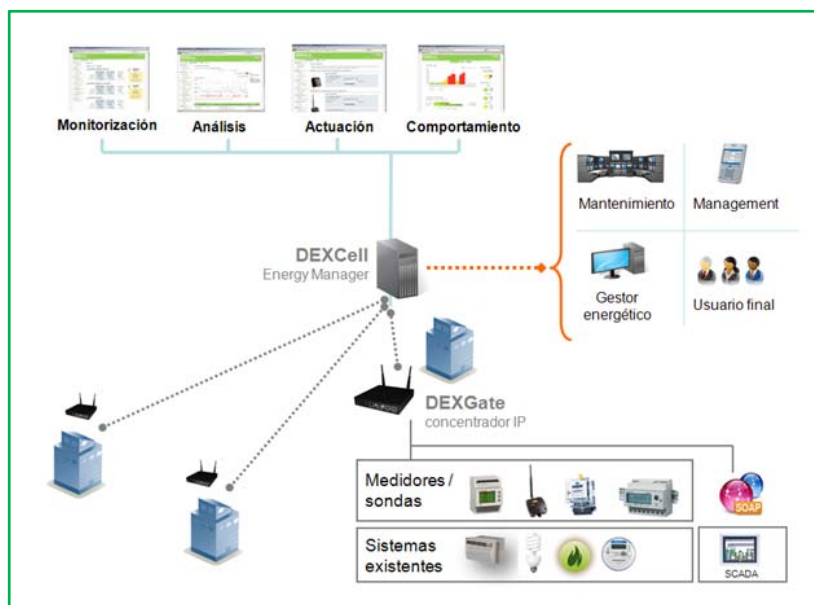 Monitorización
Análisis
Actuación
Comportamiento
Mantenimiento
Management
DEXCell
Energy Manager
Gestor
energético
Usuario final
DEXGate
concentrador IP
Medidores /
sondas
SOAP
Sistemas
existentes
SCADA